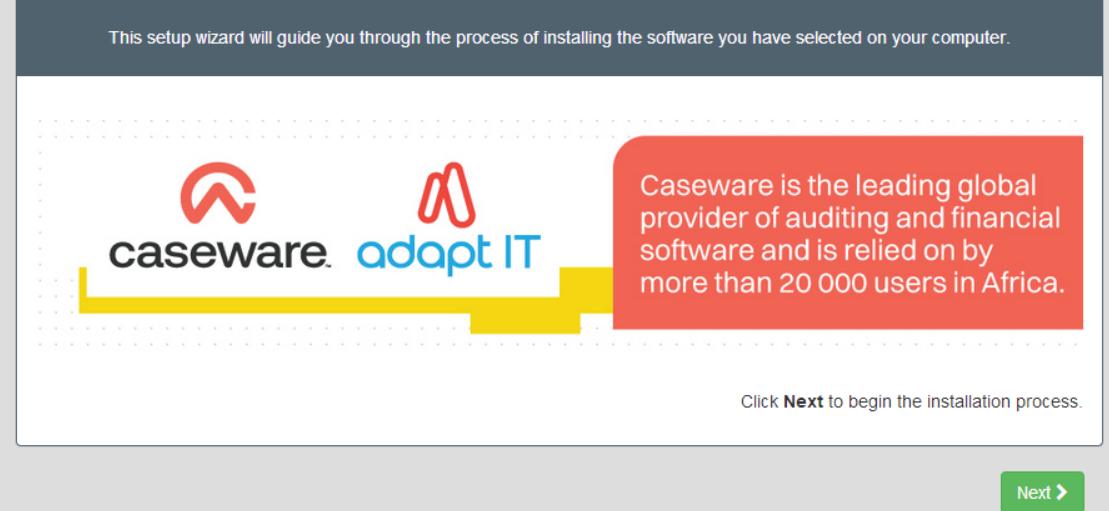 This setup wizard will guide you through the process of installing the software you have selected on your computer.
caseware™
adapt IT
Caseware is the leading global
provider of auditing and financial
software and is relied on by
more than 20 000 users in Africa.
Click Next to begin the installation process.
Next